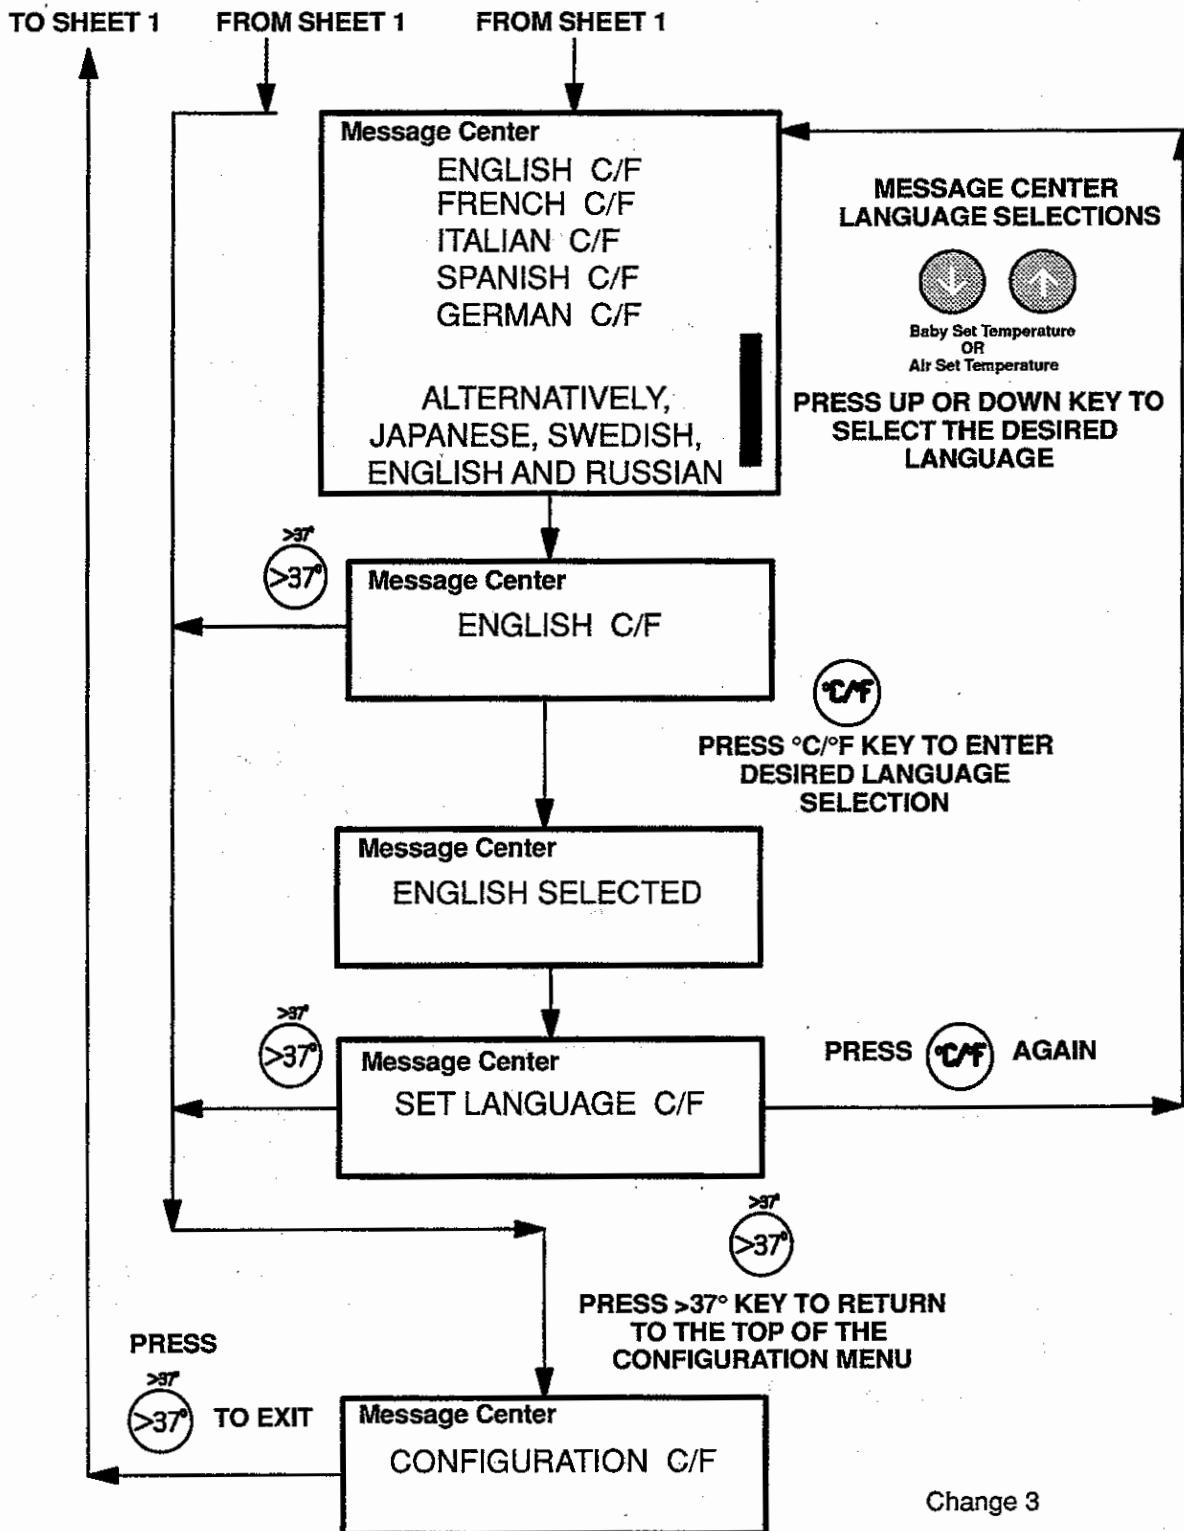 TO SHEET 1 FROM SHEET 1 FROM SHEET 1
Message Center
ENGLISH C/F
FRENCH C/F
ITALIAN C/F
SPANISH C/F
GERMAN C/F
ALTERNATIVELY,
JAPANESE, SWEDISH,
ENGLISH AND RUSSIAN
MESSAGE CENTER
LANGUAGE SELECTIONS
Baby Set Temperature
OR
Air Set Temperature
PRESS UP OR DOWN KEY TO
SELECT THE DESIRED
LANGUAGE
>37°
>37°
Message Center
ENGLISH C/F
°C/°F
PRESS °C/°F KEY TO ENTER
DESIRED LANGUAGE
SELECTION
Message Center
ENGLISH SELECTED
>37°
>37°
Message Center
SET LANGUAGE C/F
PRESS °C/°F AGAIN
>37°
>37°
PRESS >37° KEY TO RETURN
TO THE TOP OF THE
CONFIGURATION MENU
PRESS
>37°
>37° TO EXIT
Message Center
CONFIGURATION C/F
Change 3